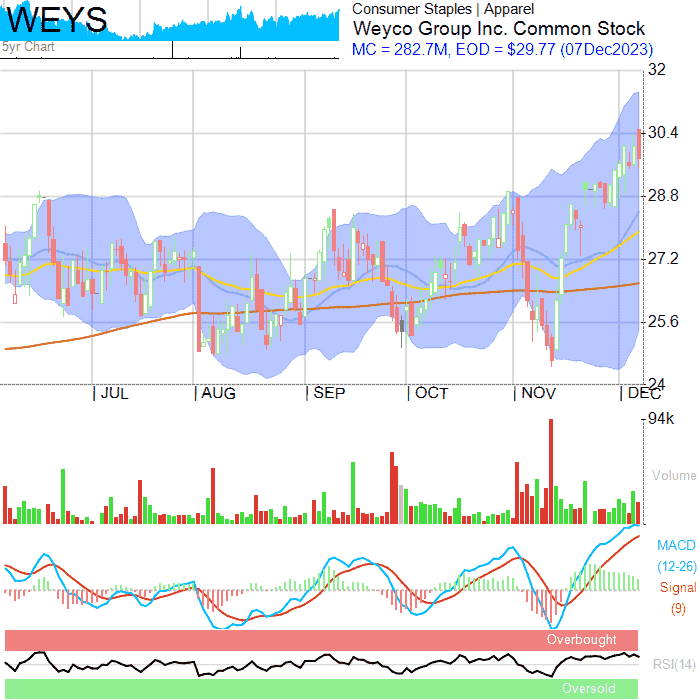 WEYS
5yr Chart
Consumer Staples | Apparel
Weyco Group Inc. Common Stock
MC = 282.7M, EOD = $29.77 (07Dec2023)
32
30.4
28.8
27.2
25.6
24
| JUL | AUG | SEP | OCT | NOV | DEC
94k
Volume
MACD
(12-26)
Signal
(9)
Overbought
RSI(14)
Oversold